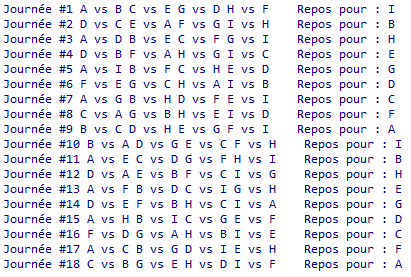 Journée #1 A vs B C vs E G vs D H vs F    Repos pour : I
Journée #2 D vs C E vs A F vs G I vs H    Repos pour : B
Journée #3 A vs D B vs E C vs F G vs I    Repos pour : H
Journée #4 D vs B F vs A H vs G I vs C    Repos pour : E
Journée #5 A vs I B vs F C vs H E vs D    Repos pour : G
Journée #6 F vs E G vs C H vs A I vs B    Repos pour : D
Journée #7 A vs G B vs H D vs F E vs I    Repos pour : C
Journée #8 C vs A G vs B H vs E I vs D    Repos pour : F
Journée #9 B vs C D vs H E vs G F vs I    Repos pour : A
Journée #10 B vs A D vs G E vs C F vs H    Repos pour : I
Journée #11 A vs E C vs D G vs F H vs I    Repos pour : B
Journée #12 D vs A E vs B F vs C I vs G    Repos pour : H
Journée #13 A vs F B vs D C vs I G vs H    Repos pour : E
Journée #14 D vs E F vs B H vs C I vs A    Repos pour : G
Journée #15 A vs H B vs I C vs G E vs F    Repos pour : D
Journée #16 F vs D G vs A H vs B I vs E    Repos pour : C
Journée #17 A vs C B vs G D vs I E vs H    Repos pour : F
Journée #18 C vs B G vs E H vs D I vs F    Repos pour : A